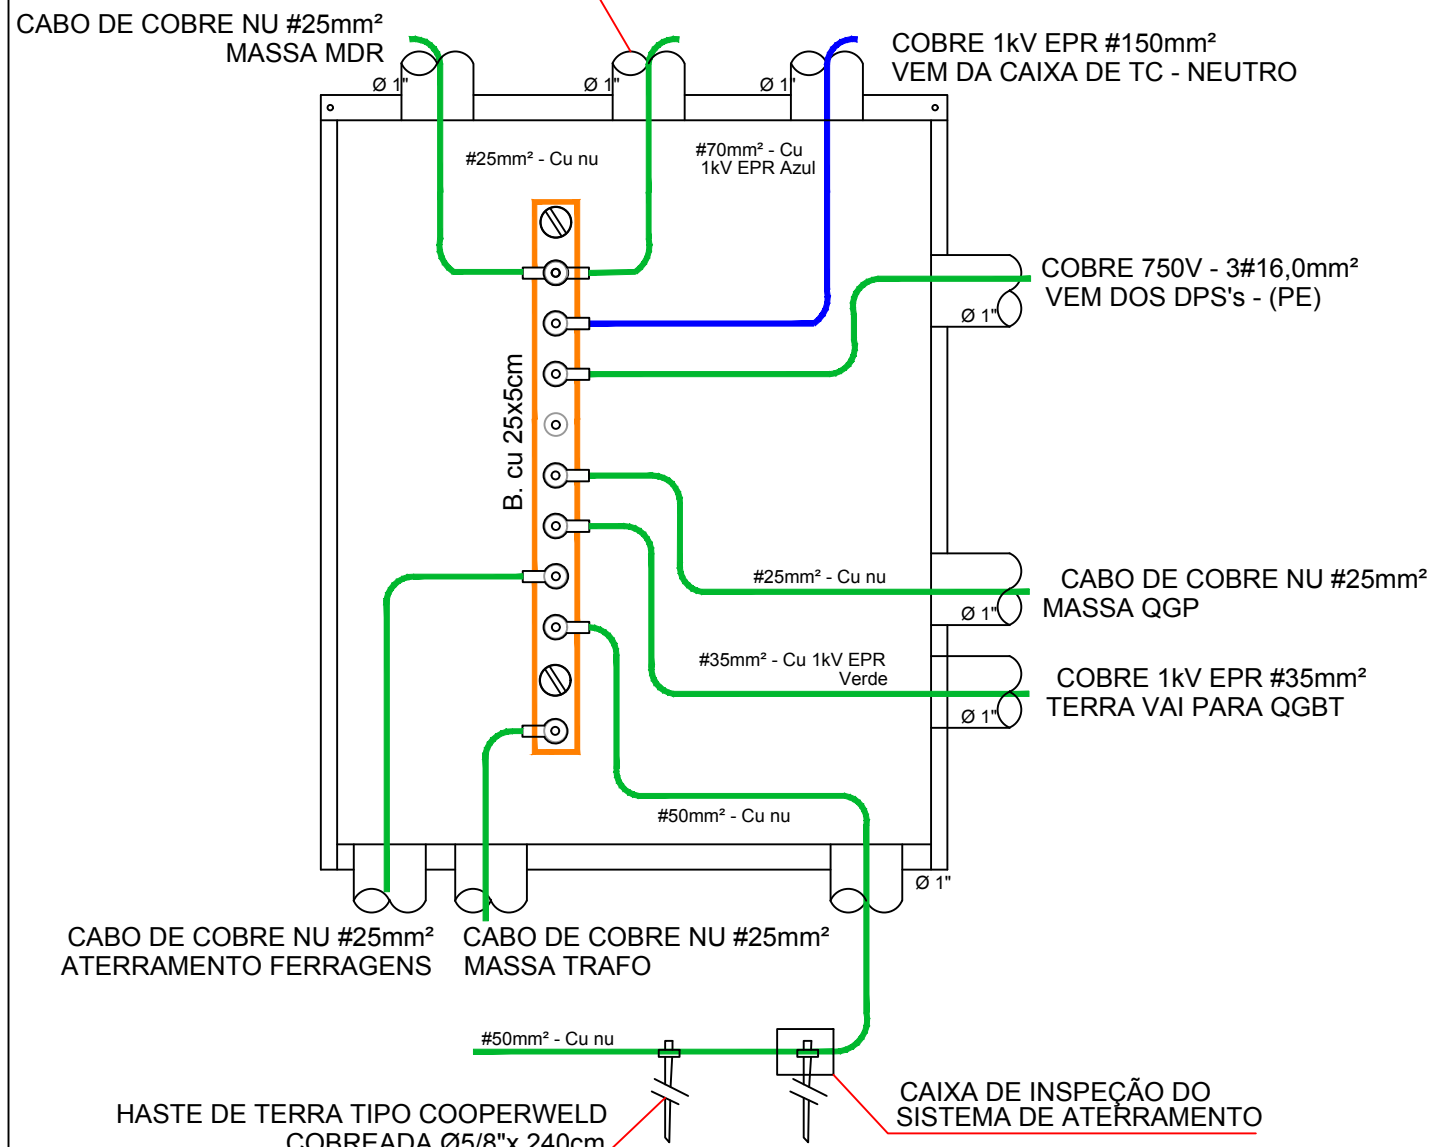 CABO DE COBRE NU #25mm²
MASSA MDR
COBRE 1kV EPR #150mm²
VEM DA CAIXA DE TC - NEUTRO
Ø 1"
Ø 1"
Ø 1"
#25mm² - Cu nu
#70mm² - Cu
1kV EPR Azul
COBRE 750V - 3#16,0mm²
VEM DOS DPS's - (PE)
Ø 1"
B. cu 25x5cm
#25mm² - Cu nu
CABO DE COBRE NU #25mm²
MASSA QGP
Ø 1"
#35mm² - Cu 1kV EPR
Verde
COBRE 1kV EPR #35mm²
TERRA VAI PARA QGBT
Ø 1"
#50mm² - Cu nu
Ø 1"
CABO DE COBRE NU #25mm²
ATERRAMENTO FERRAGENS
CABO DE COBRE NU #25mm²
MASSA TRAFO
#50mm² - Cu nu
CAIXA DE INSPEÇÃO DO
SISTEMA DE ATERRAMENTO
HASTE DE TERRA TIPO COOPERWELD
COBREADA Ø5/8"x 240cm